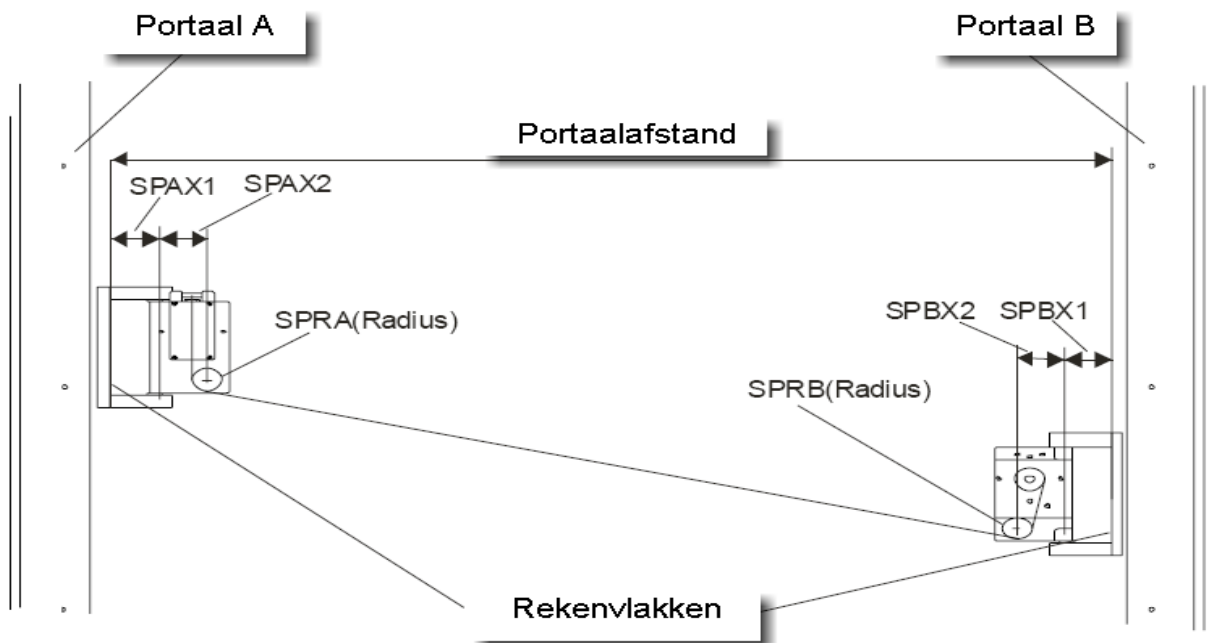 Portaal A
Portaal B
Portaalafstand
SPAX1
SPAX2
SPRA(Radius)
SPBX2
SPBX1
SPRB(Radius)
Rekenvlakken